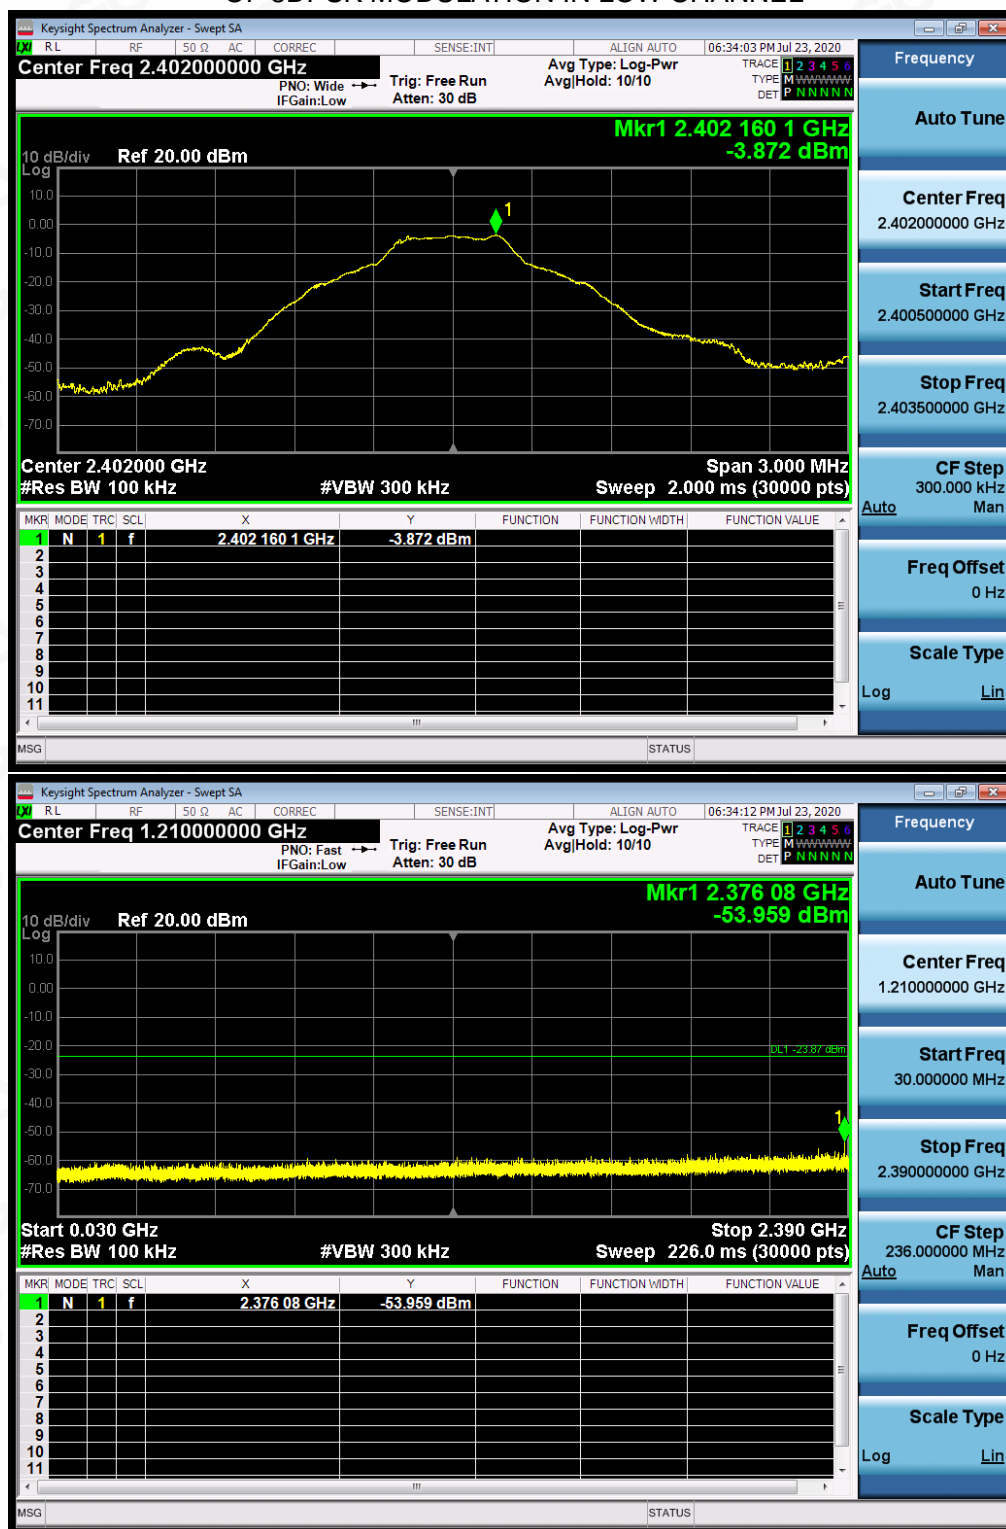 OF 8DPSK MODULATION IN LOW CHANNEL
Keysight Spectrum Analyzer - Swept SA
LXI RL RF 50 Ω AC CORREC SENSE:INT ALIGN AUTO 06:34:03 PM Jul 23, 2020
Center Freq 2.402000000 GHz
PNO: Wide
IFGain:Low
Trig: Free Run
Atten: 30 dB
Avg Type: Log-Pwr
Avg|Hold: 10/10
TRACE 1 2 3 4 5 6
TYPE M WWWWW
DET P N N N N N
Mkr1 2.402 160 1 GHz
-3.872 dBm
10 dB/div Ref 20.00 dBm
Log
10.0
0.00
-10.0
-20.0
-30.0
-40.0
-50.0
-60.0
-70.0
1
Center 2.402000 GHz Span 3.000 MHz
#Res BW 100 kHz #VBW 300 kHz Sweep 2.000 ms (30000 pts)
MKR MODE TRC SCL X Y FUNCTION FUNCTION WIDTH FUNCTION VALUE
1 N 1 f 2.402 160 1 GHz -3.872 dBm
2
3
4
5
6
7
8
9
10
11
MSG STATUS
Frequency
Auto Tune
Center Freq
2.402000000 GHz
Start Freq
2.400500000 GHz
Stop Freq
2.403500000 GHz
CF Step
300.000 kHz
Auto Man
Freq Offset
0 Hz
Scale Type
Log Lin
Keysight Spectrum Analyzer - Swept SA
LXI RL RF 50 Ω AC CORREC SENSE:INT ALIGN AUTO 06:34:12 PM Jul 23, 2020
Center Freq 1.210000000 GHz
PNO: Fast
IFGain:Low
Trig: Free Run
Atten: 30 dB
Avg Type: Log-Pwr
Avg|Hold: 10/10
TRACE 1 2 3 4 5 6
TYPE M WWWWW
DET P N N N N N
Mkr1 2.376 08 GHz
-53.959 dBm
10 dB/div Ref 20.00 dBm
Log
10.0
0.00
-10.0
-20.0
-30.0
-40.0
-50.0
-60.0
-70.0
DL1 -23.87 dBm
1
Start 0.030 GHz Stop 2.390 GHz
#Res BW 100 kHz #VBW 300 kHz Sweep 226.0 ms (30000 pts)
MKR MODE TRC SCL X Y FUNCTION FUNCTION WIDTH FUNCTION VALUE
1 N 1 f 2.376 08 GHz -53.959 dBm
2
3
4
5
6
7
8
9
10
11
MSG STATUS
Frequency
Auto Tune
Center Freq
1.210000000 GHz
Start Freq
30.000000 MHz
Stop Freq
2.390000000 GHz
CF Step
236.000000 MHz
Auto Man
Freq Offset
0 Hz
Scale Type
Log Lin